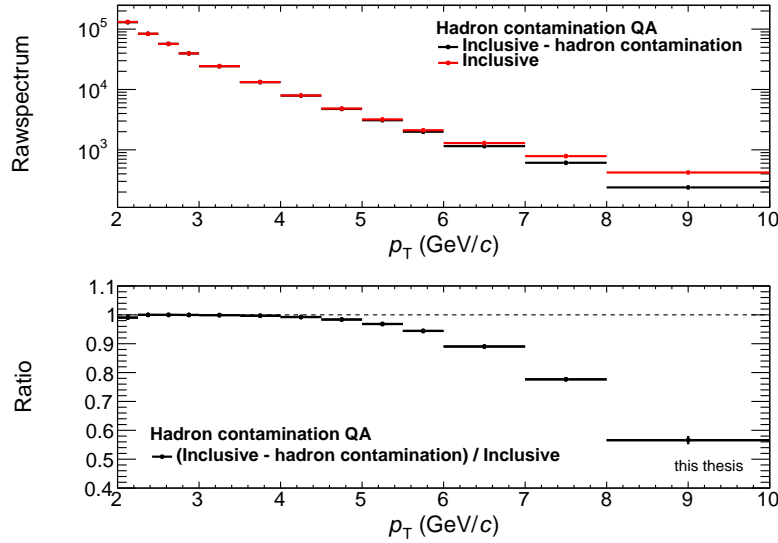 Rawspectrum
10^5
10^4
10^3
Hadron contamination QA
Inclusive - hadron contamination
Inclusive
2 3 4 5 6 7 8 9 10
p_T (GeV/c)
Ratio
1.1
1
0.9
0.8
0.7
0.6
0.5
0.4
Hadron contamination QA
(Inclusive - hadron contamination) / Inclusive
this thesis
2 3 4 5 6 7 8 9 10
p_T (GeV/c)